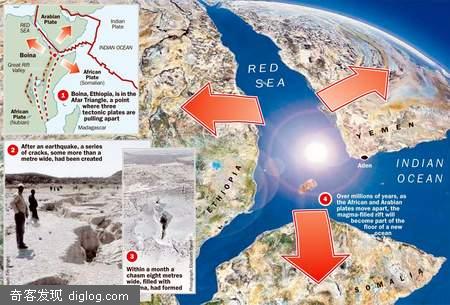 Arabian
Plate
Indian
Plate
RED
SEA
Boina
INDIAN OCEAN
Great Rift
Valley
African
Plate
(Somalian)
African
Plate
(Nubian)
Madagascar
1 Boina, Ethiopia, is in the
Afar Triangle, a point
where three
tectonic plates are
pulling apart
2 After an earthquake, a series
of cracks, some more than a
metre wide, had been created
3
Within a month a
chasm eight metres
wide, filled with
magma, had formed
RED
SEA
YEMEN
Aden
INDIAN
OCEAN
ETHIOPIA
4 Over millions of years, as
the African and Arabian
plates move apart, the
magma-filled rift will
become part of the
floor of a new
ocean
SOMALIA
奇客发现 diglog.com